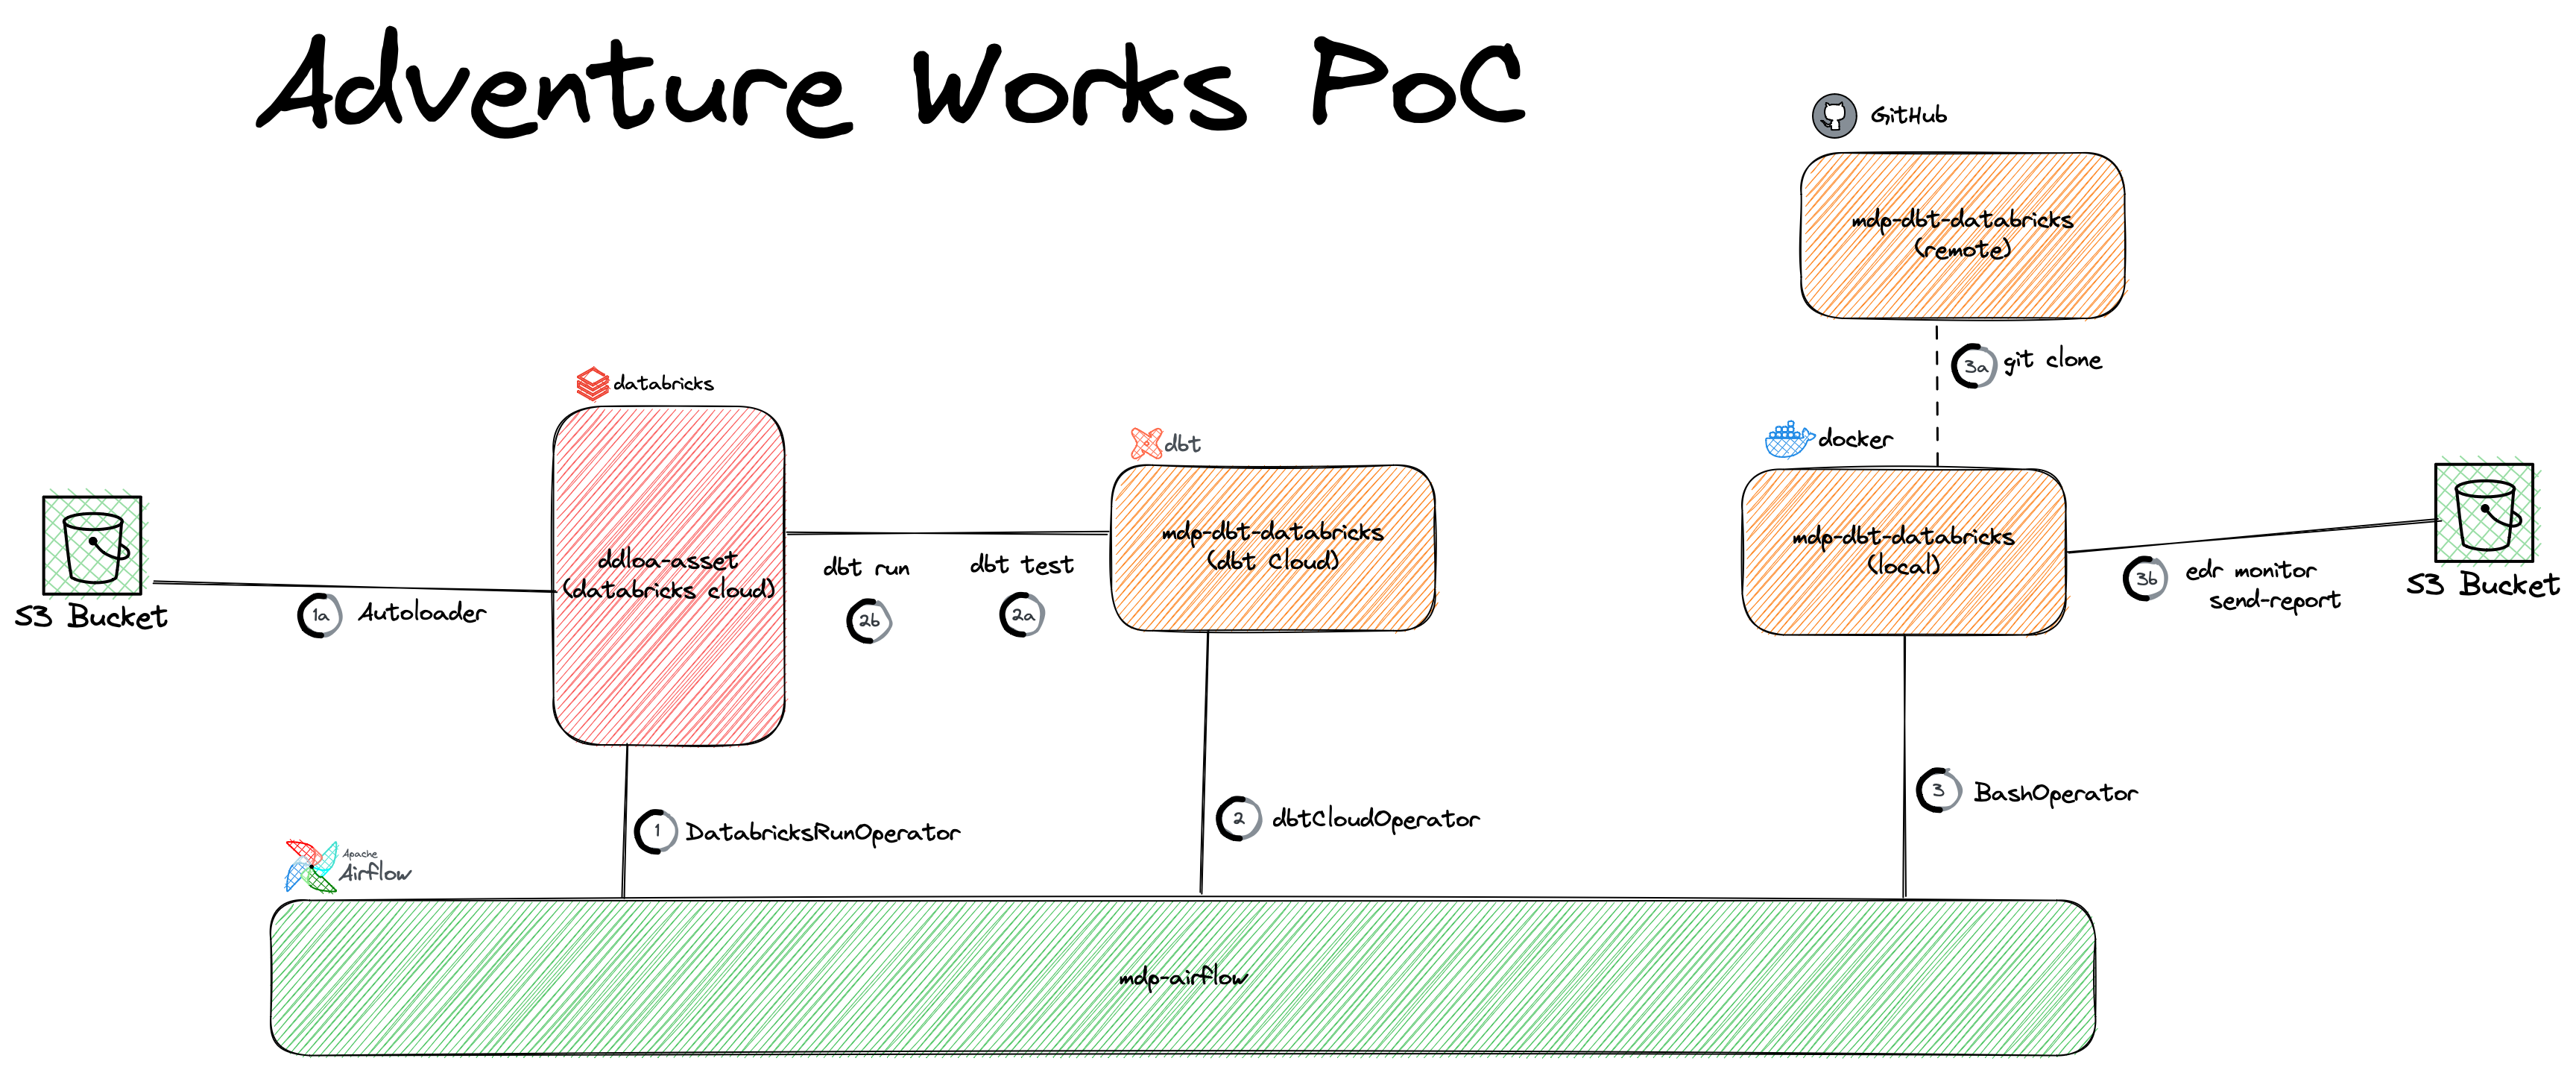 Adventure Works PoC
GitHub
mdp-dbt-databricks
(remote)
3a
git clone
databricks
dbt
docker
ddloa-asset
(databricks cloud)
dbt run
dbt test
2b
2a
mdp-dbt-databricks
(dbt Cloud)
mdp-dbt-databricks
(local)
3b
edr monitor
send-report
S3 Bucket
S3 Bucket
1a
Autoloader
1
DatabricksRunOperator
2
dbtCloudOperator
3
BashOperator
Apache
Airflow
mdp-airflow